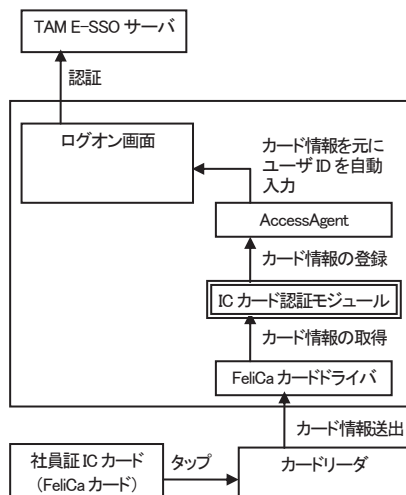 TAM E-SSO サーバ
認証
ログオン画面
カード情報を元に
ユーザ ID を自動
入力
AccessAgent
カード情報の登録
IC カード認証モジュール
カード情報の取得
FeliCa カードドライバ
カード情報送出
社員証 IC カード
（FeliCa カード）
タップ
カードリーダ